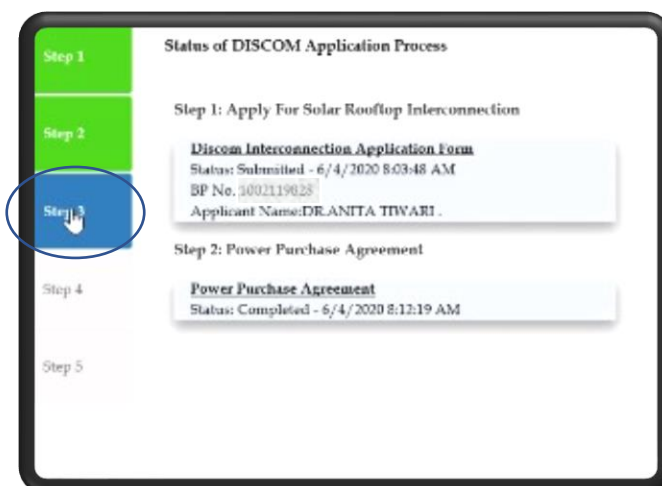 Status of DISCOM Application Process
Step 1
Step 2
Step 3
Step 4
Step 5
Step 1: Apply For Solar Rooftop Interconnection
Discom Interconnection Application Form
Status: Submitted - 6/4/2020 8:03:48 AM
BP No. 1002119828
Applicant Name:DR.ANITA TIWARI .
Step 2: Power Purchase Agreement
Power Purchase Agreement
Status: Completed - 6/4/2020 8:12:19 AM